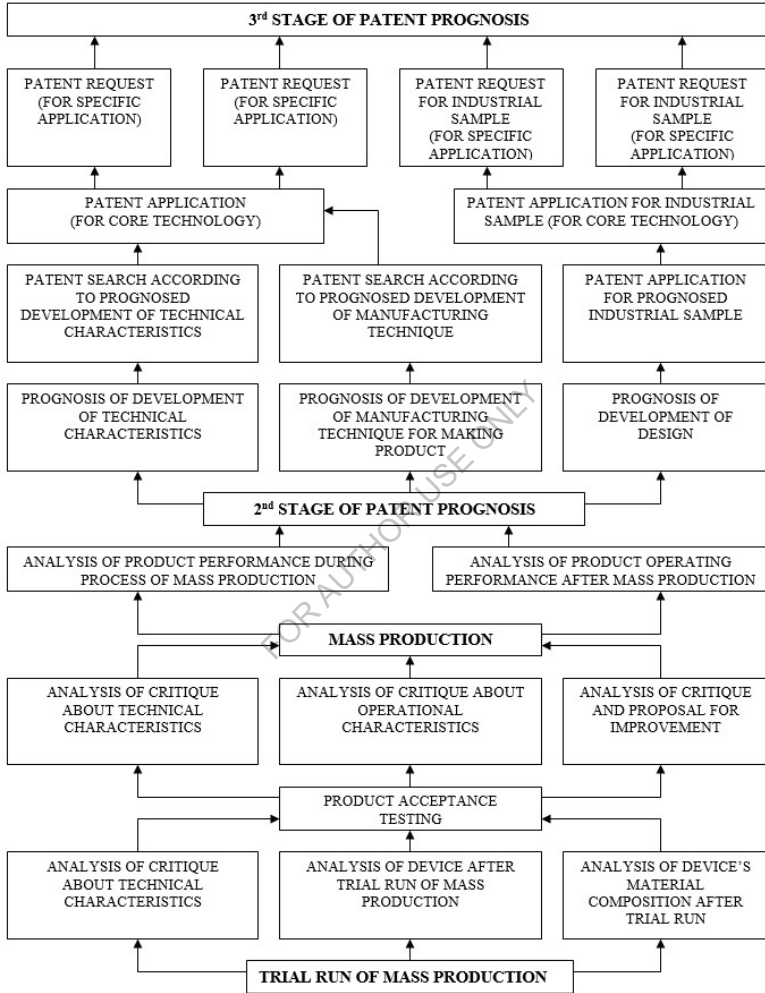 3rd STAGE OF PATENT PROGNOSIS
PATENT REQUEST
(FOR SPECIFIC
APPLICATION)
PATENT REQUEST
(FOR SPECIFIC
APPLICATION)
PATENT REQUEST
FOR INDUSTRIAL
SAMPLE
(FOR SPECIFIC
APPLICATION)
PATENT REQUEST
FOR INDUSTRIAL
SAMPLE
(FOR SPECIFIC
APPLICATION)
PATENT APPLICATION
(FOR CORE TECHNOLOGY)
PATENT APPLICATION FOR INDUSTRIAL
SAMPLE (FOR CORE TECHNOLOGY)
PATENT SEARCH ACCORDING
TO PROGNOSED
DEVELOPMENT OF TECHNICAL
CHARACTERISTICS
PATENT SEARCH ACCORDING
TO PROGNOSED DEVELOPMENT
OF MANUFACTURING
TECHNIQUE
PATENT APPLICATION
FOR PROGNOSED
INDUSTRIAL SAMPLE
PROGNOSIS OF DEVELOPMENT
OF TECHNICAL
CHARACTERISTICS
PROGNOSIS OF DEVELOPMENT
OF MANUFACTURING
TECHNIQUE FOR MAKING
PRODUCT
PROGNOSIS OF
DEVELOPMENT OF
DESIGN
2nd STAGE OF PATENT PROGNOSIS
ANALYSIS OF PRODUCT PERFORMANCE DURING
PROCESS OF MASS PRODUCTION
ANALYSIS OF PRODUCT OPERATING
PERFORMANCE AFTER MASS PRODUCTION
MASS PRODUCTION
ANALYSIS OF CRITIQUE
ABOUT TECHNICAL
CHARACTERISTICS
ANALYSIS OF CRITIQUE ABOUT
OPERATIONAL
CHARACTERISTICS
ANALYSIS OF CRITIQUE
AND PROPOSAL FOR
IMPROVEMENT
PRODUCT ACCEPTANCE
TESTING
ANALYSIS OF CRITIQUE
ABOUT TECHNICAL
CHARACTERISTICS
ANALYSIS OF DEVICE AFTER
TRIAL RUN OF MASS
PRODUCTION
ANALYSIS OF DEVICE'S
MATERIAL
COMPOSITION AFTER
TRIAL RUN
TRIAL RUN OF MASS PRODUCTION
FOR AUTHOR USE ONLY